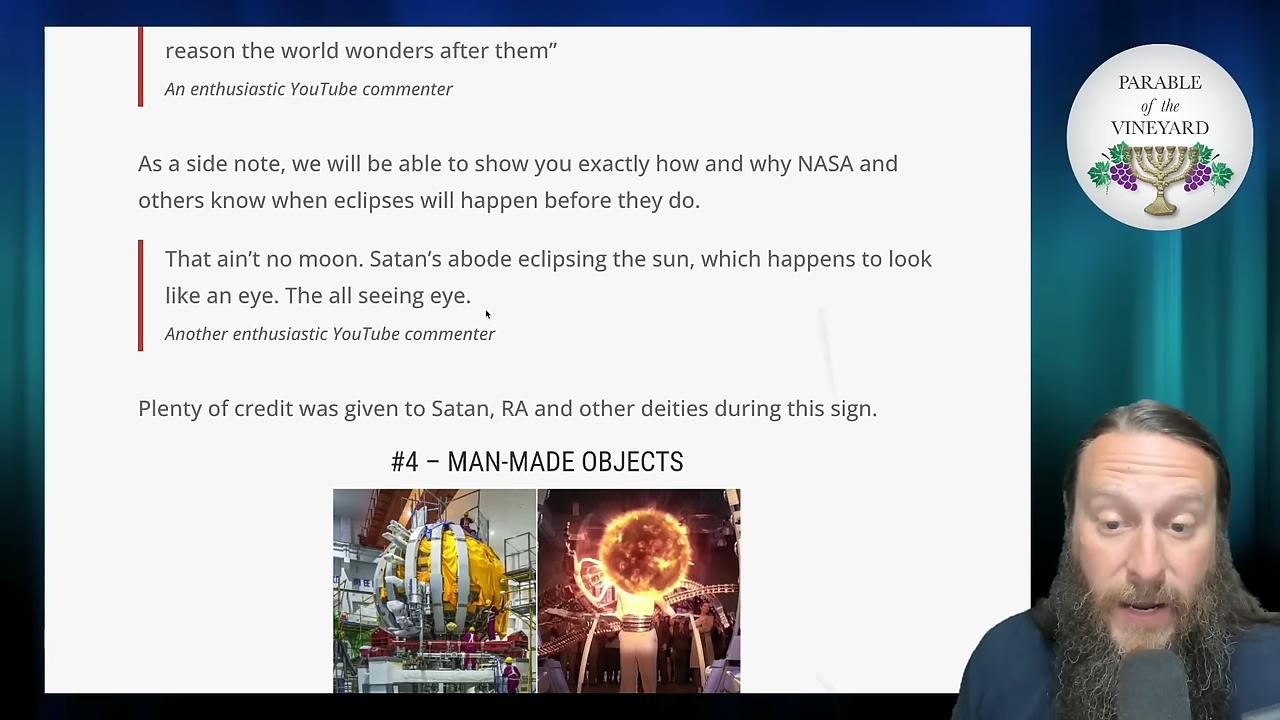 reason the world wonders after them”
An enthusiastic YouTube commenter
As a side note, we will be able to show you exactly how and why NASA and
others know when eclipses will happen before they do.
That ain’t no moon. Satan’s abode eclipsing the sun, which happens to look
like an eye. The all seeing eye.
Another enthusiastic YouTube commenter
Plenty of credit was given to Satan, RA and other deities during this sign.
#4 – MAN-MADE OBJECTS
PARABLE
of the
VINEYARD